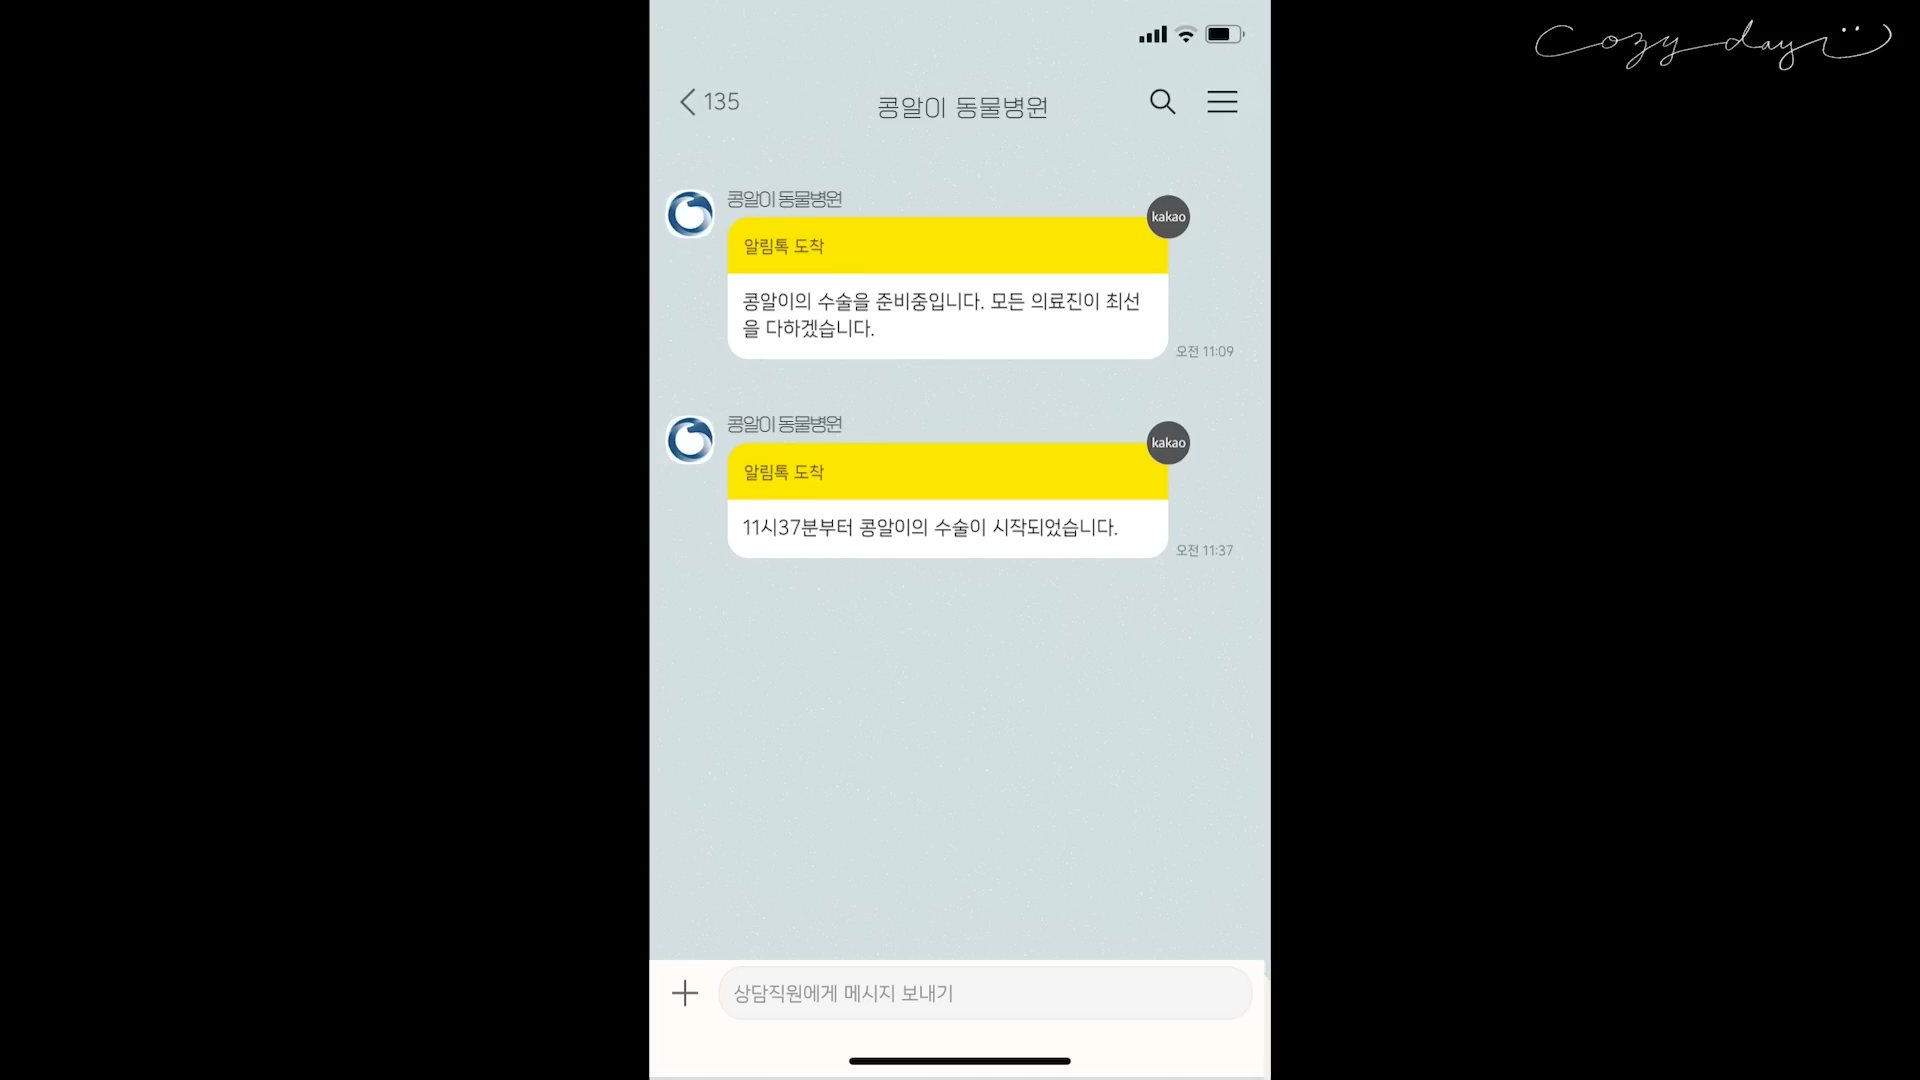 cozy day
135
콩알이 동물병원
콩알이 동물병원
kakao
알림톡 도착
콩알이의 수술을 준비중입니다. 모든 의료진이 최선
을 다하겠습니다.
오전 11:09
콩알이 동물병원
kakao
알림톡 도착
11시37분부터 콩알이의 수술이 시작되었습니다.
오전 11:37
상담직원에게 메시지 보내기